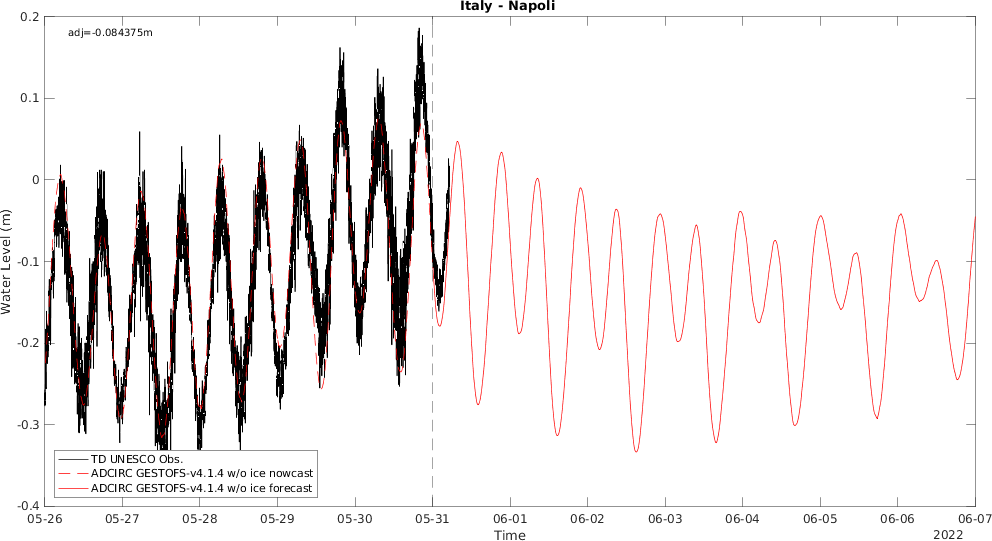 Italy - Napoli
adj=-0.084375m
0.2
0.1
0
-0.1
-0.2
-0.3
-0.4
Water Level (m)
TD UNESCO Obs.
ADCIRC GESTOFS-v4.1.4 w/o ice nowcast
ADCIRC GESTOFS-v4.1.4 w/o ice forecast
05-26 05-27 05-28 05-29 05-30 05-31 06-01 06-02 06-03 06-04 06-05 06-06 06-07
Time
2022